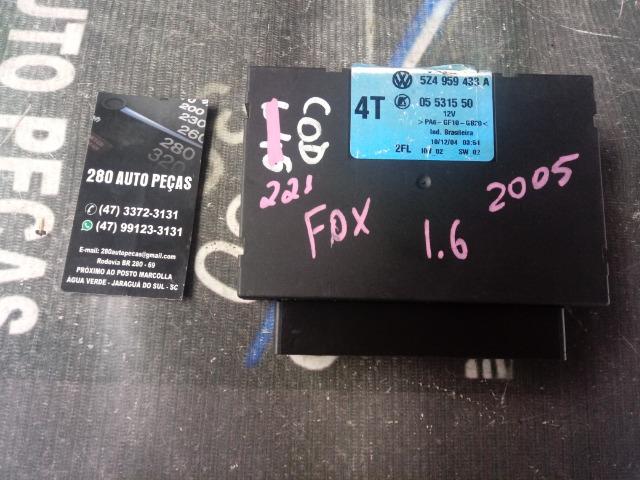 UTO PEÇAS
200
230
260
280
320
280 AUTO PEÇAS
(47) 3372-3131
(47) 99123-3131
E-mail: 280autopecas@gmail.com
Rodovia BR 280 - 69
PRÓXIMO AO POSTO MARCOLLA
AGUA VERDE - JARAGUÁ DO SUL - SC
5Z4 959 433 A
4T
05 5315 50
12V
>PA6-GF10-GB20<
Ind. Brasileira
10/12/04 03:51
2FL
HW 02 SW 02
COD
221
FOX 1.6 2005